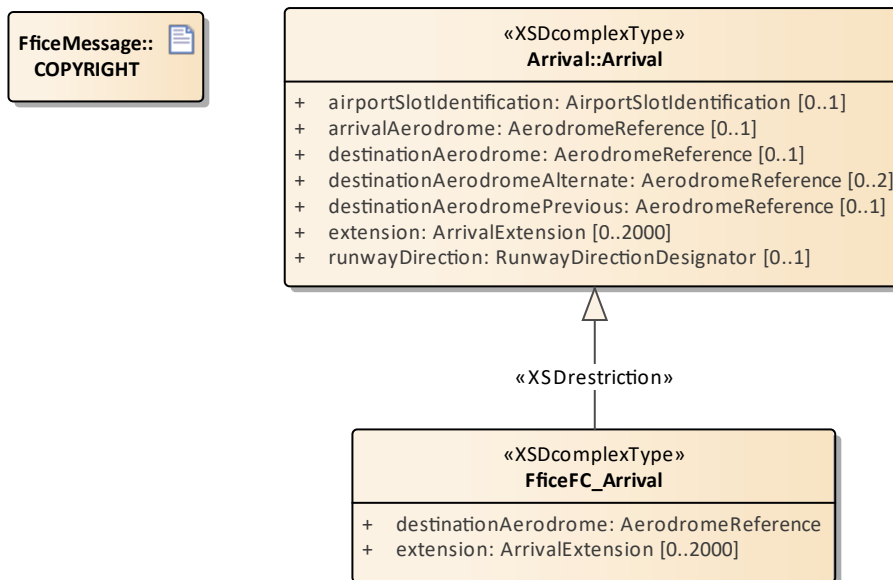 FficeMessage::
COPYRIGHT
«XSDcomplexType»
Arrival::Arrival
+ airportSlotIdentification: AirportSlotIdentification [0..1]
+ arrivalAerodrome: AerodromeReference [0..1]
+ destinationAerodrome: AerodromeReference [0..1]
+ destinationAerodromeAlternate: AerodromeReference [0..2]
+ destinationAerodromePrevious: AerodromeReference [0..1]
+ extension: ArrivalExtension [0..2000]
+ runwayDirection: RunwayDirectionDesignator [0..1]
«XSDrestriction»
«XSDcomplexType»
FficeFC_Arrival
+ destinationAerodrome: AerodromeReference
+ extension: ArrivalExtension [0..2000]